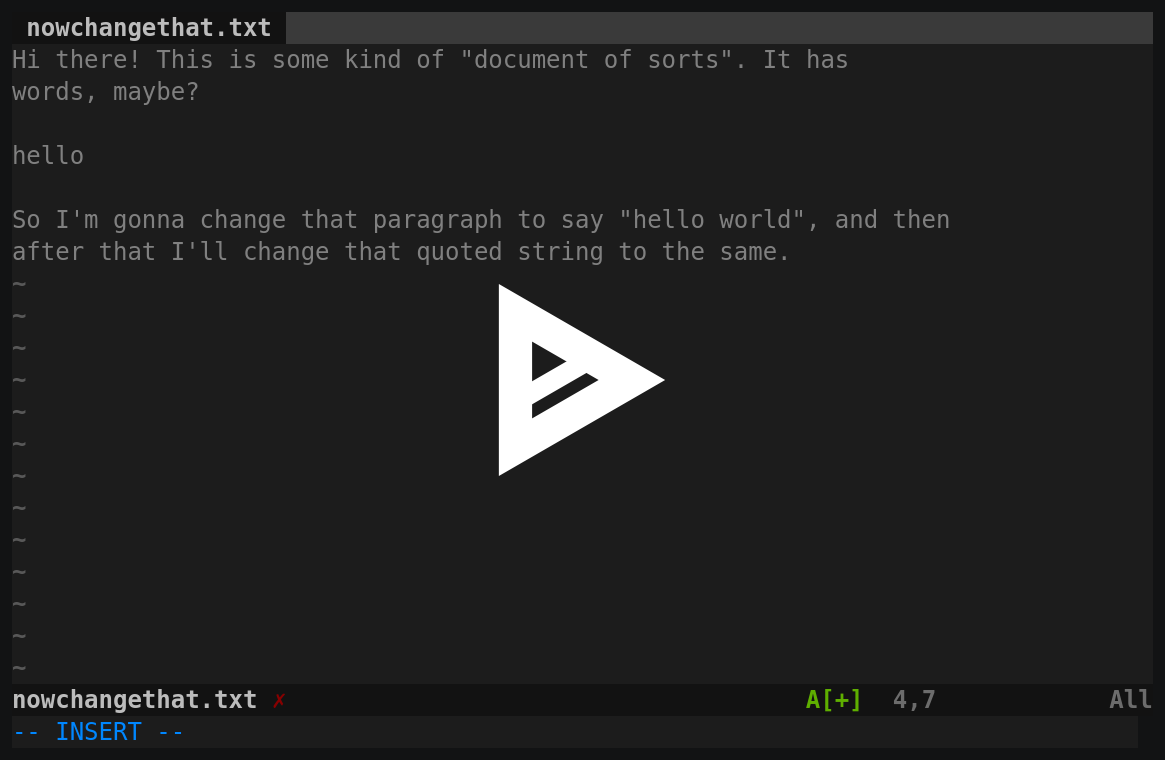 nowchangethat.txt
Hi there! This is some kind of "document of sorts". It has
words, maybe?
hello
So I'm gonna change that paragraph to say "hello world", and then
after that I'll change that quoted string to the same.
~
~
~
~
~
~
~
~
~
~
~
~
~
nowchangethat.txt ✗ A[+] 4,7 All
-- INSERT --